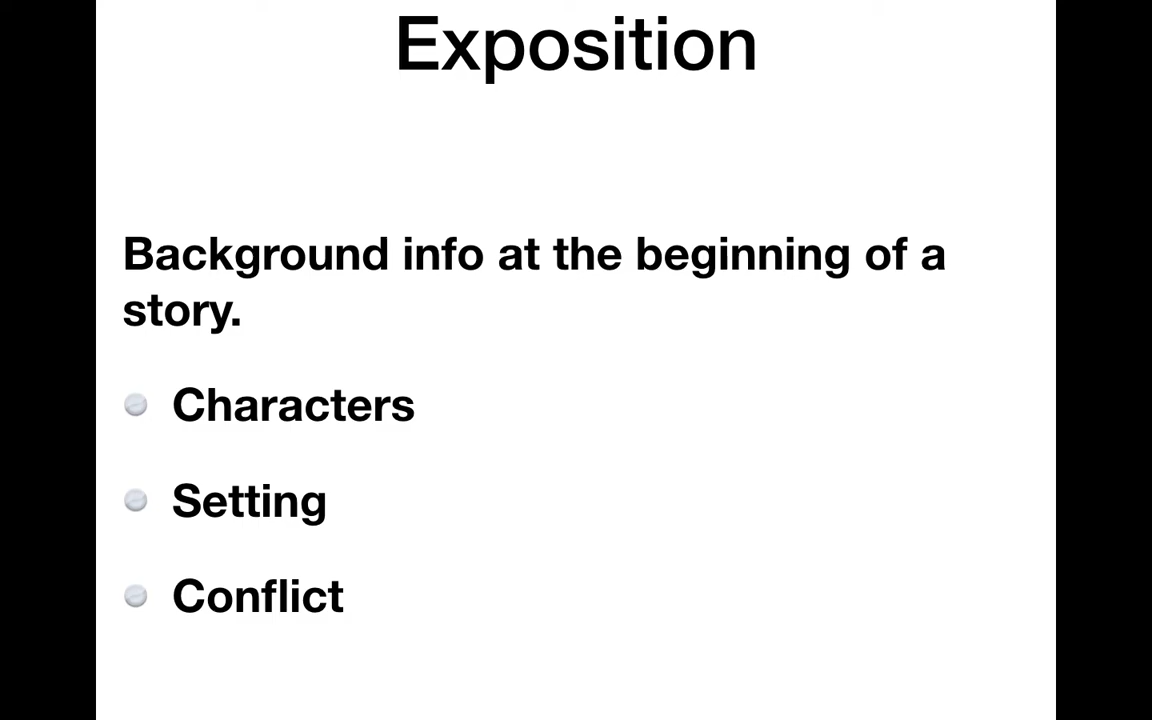 Exposition
Background info at the beginning of a
story.
Characters
Setting
Conflict